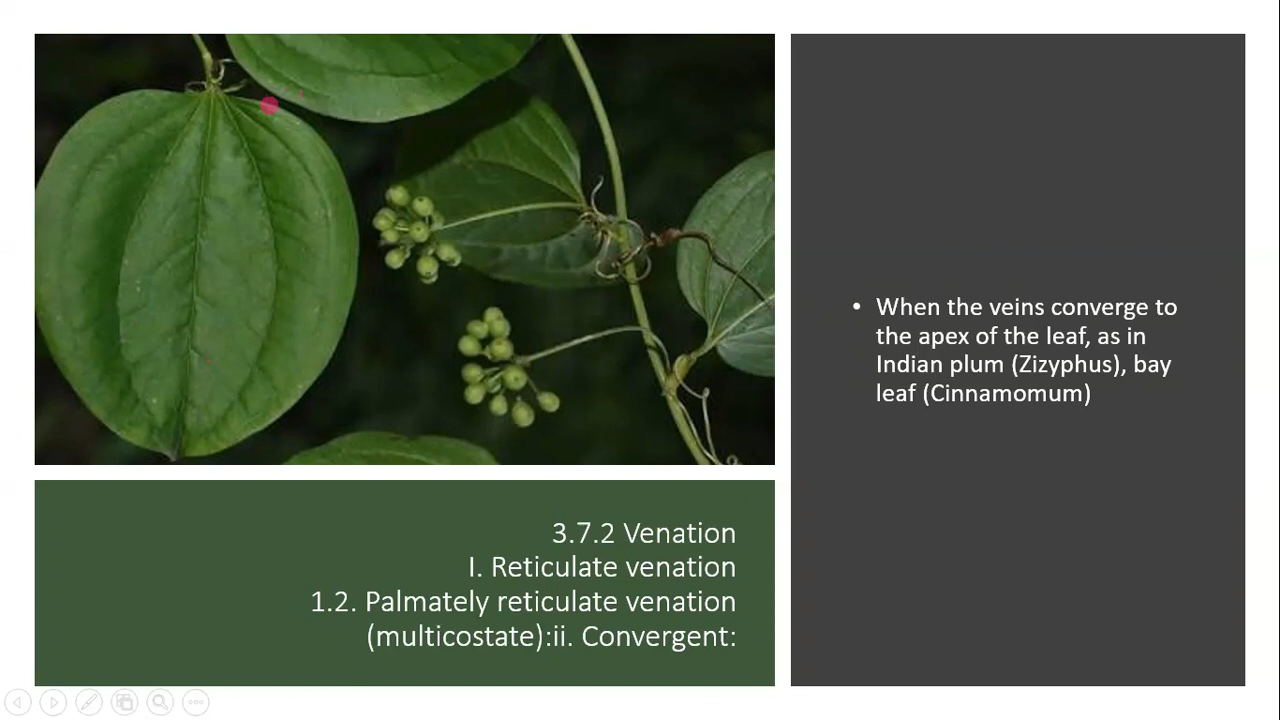 • When the veins converge to
the apex of the leaf, as in
Indian plum (Zizyphus), bay
leaf (Cinnamomum)
3.7.2 Venation
I. Reticulate venation
1.2. Palmately reticulate venation
(multicostate):ii. Convergent: